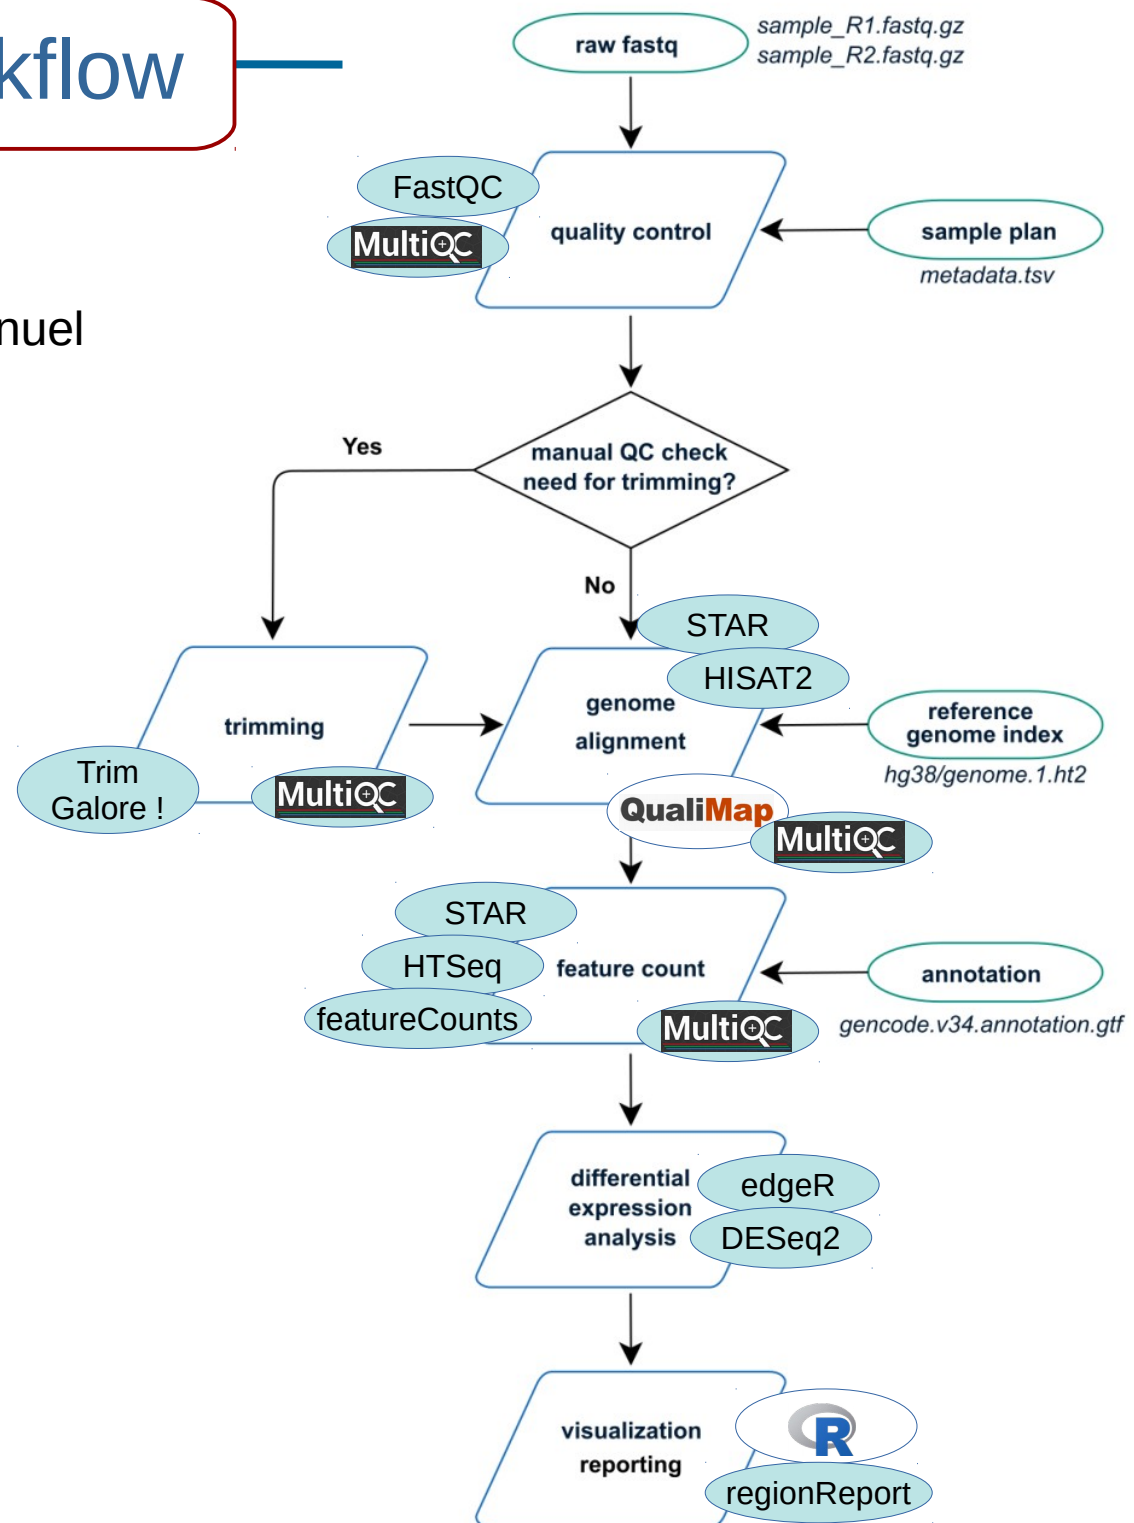 kflow
raw fastq
sample_R1.fastq.gz
sample_R2.fastq.gz
FastQC
MultiQC
quality control
sample plan
metadata.tsv
nuel
Yes
manual QC check
need for trimming?
No
STAR
HISAT2
trimming
genome
alignment
reference
genome index
hg38/genome.1.ht2
Trim
Galore !
MultiQC
QualiMap
MultiQC
STAR
HTSeq
featureCounts
feature count
MultiQC
annotation
gencode.v34.annotation.gtf
differential
expression
analysis
edgeR
DESeq2
visualization
reporting
R
regionReport